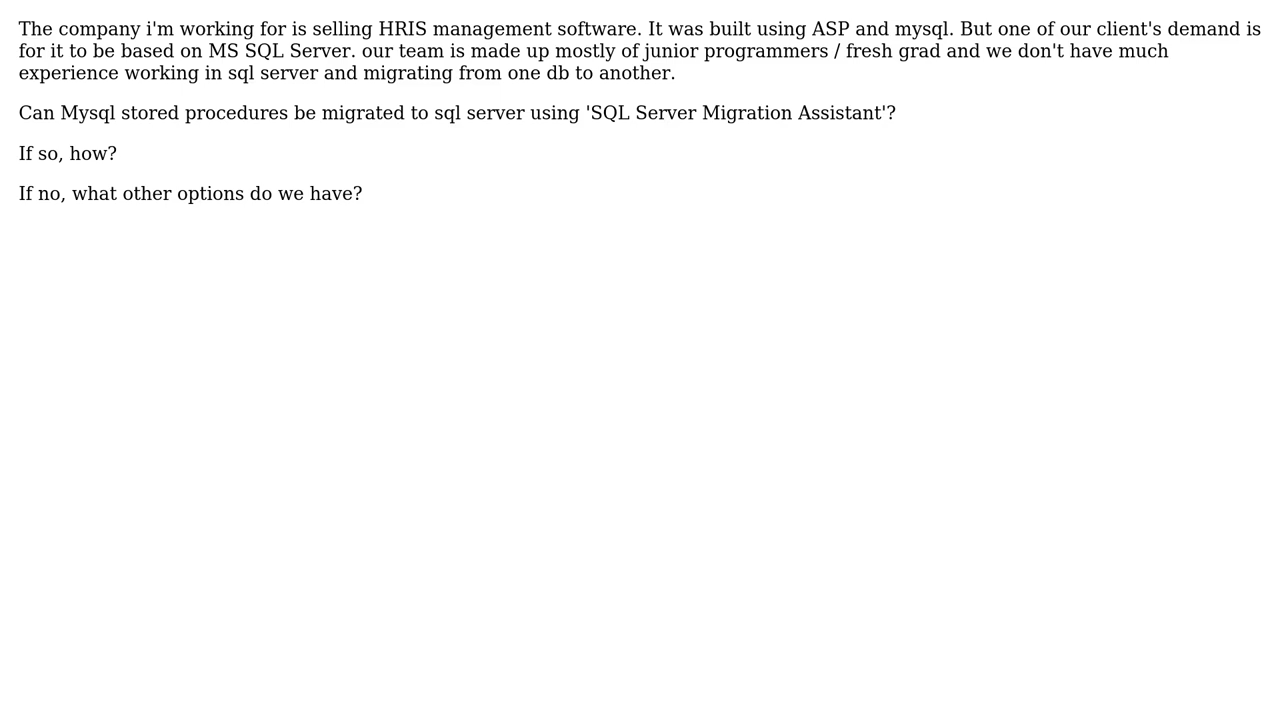 The company i'm working for is selling HRIS management software. It was built using ASP and mysql. But one of our client's demand is
for it to be based on MS SQL Server. our team is made up mostly of junior programmers / fresh grad and we don't have much
experience working in sql server and migrating from one db to another.
Can Mysql stored procedures be migrated to sql server using 'SQL Server Migration Assistant'?
If so, how?
If no, what other options do we have?